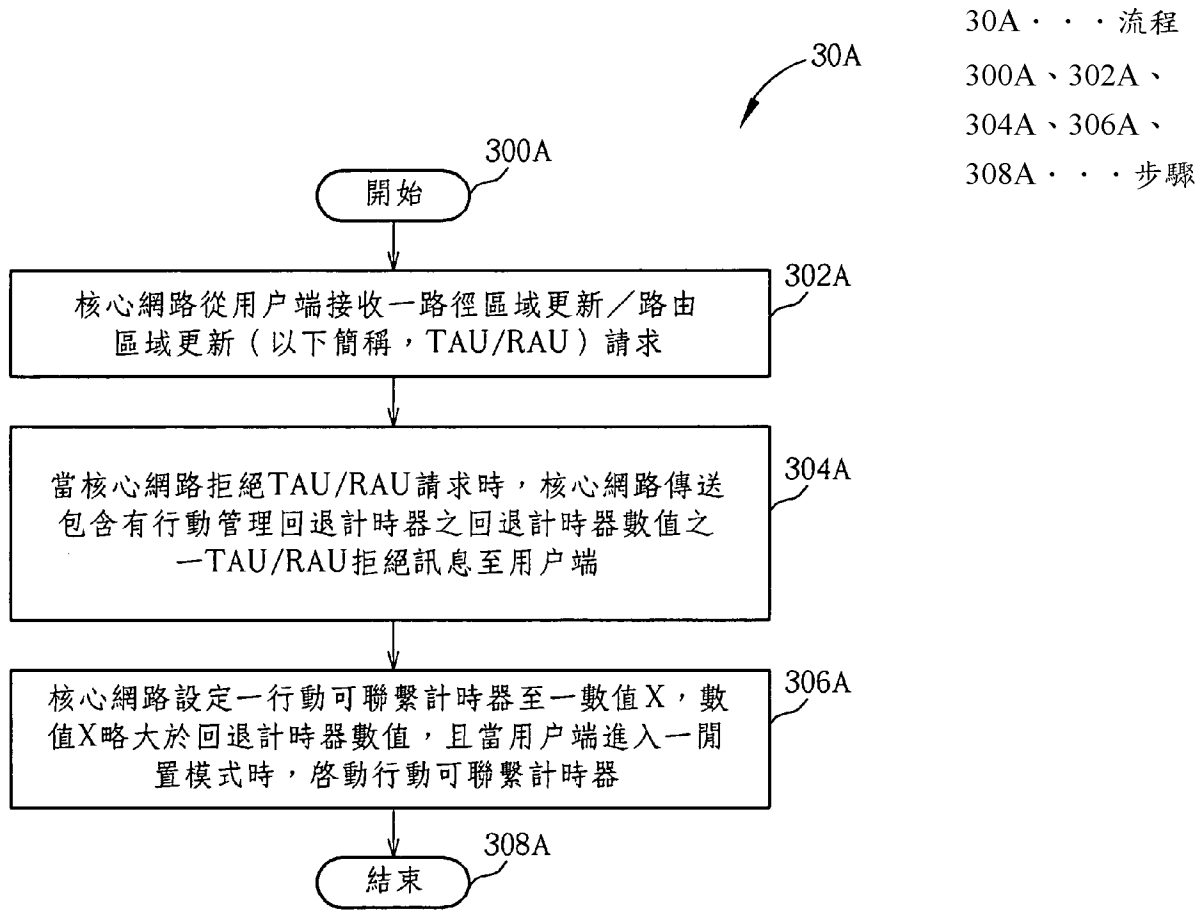 30A・・・流程
300A、302A、
304A、306A、
308A・・・步驟
30A
300A
開始
302A
核心網路從用户端接收一路徑區域更新／路由
區域更新（以下簡稱，TAU/RAU）請求
304A
當核心網路拒絕TAU/RAU請求時，核心網路傳送
包含有行動管理回退計時器之回退計時器數值之
一TAU/RAU拒絕訊息至用户端
306A
核心網路設定一行動可聯繫計時器至一數值X，數
值X略大於回退計時器數值，且當用户端進入一閒
置模式時，啓動行動可聯繫計時器
308A
結束